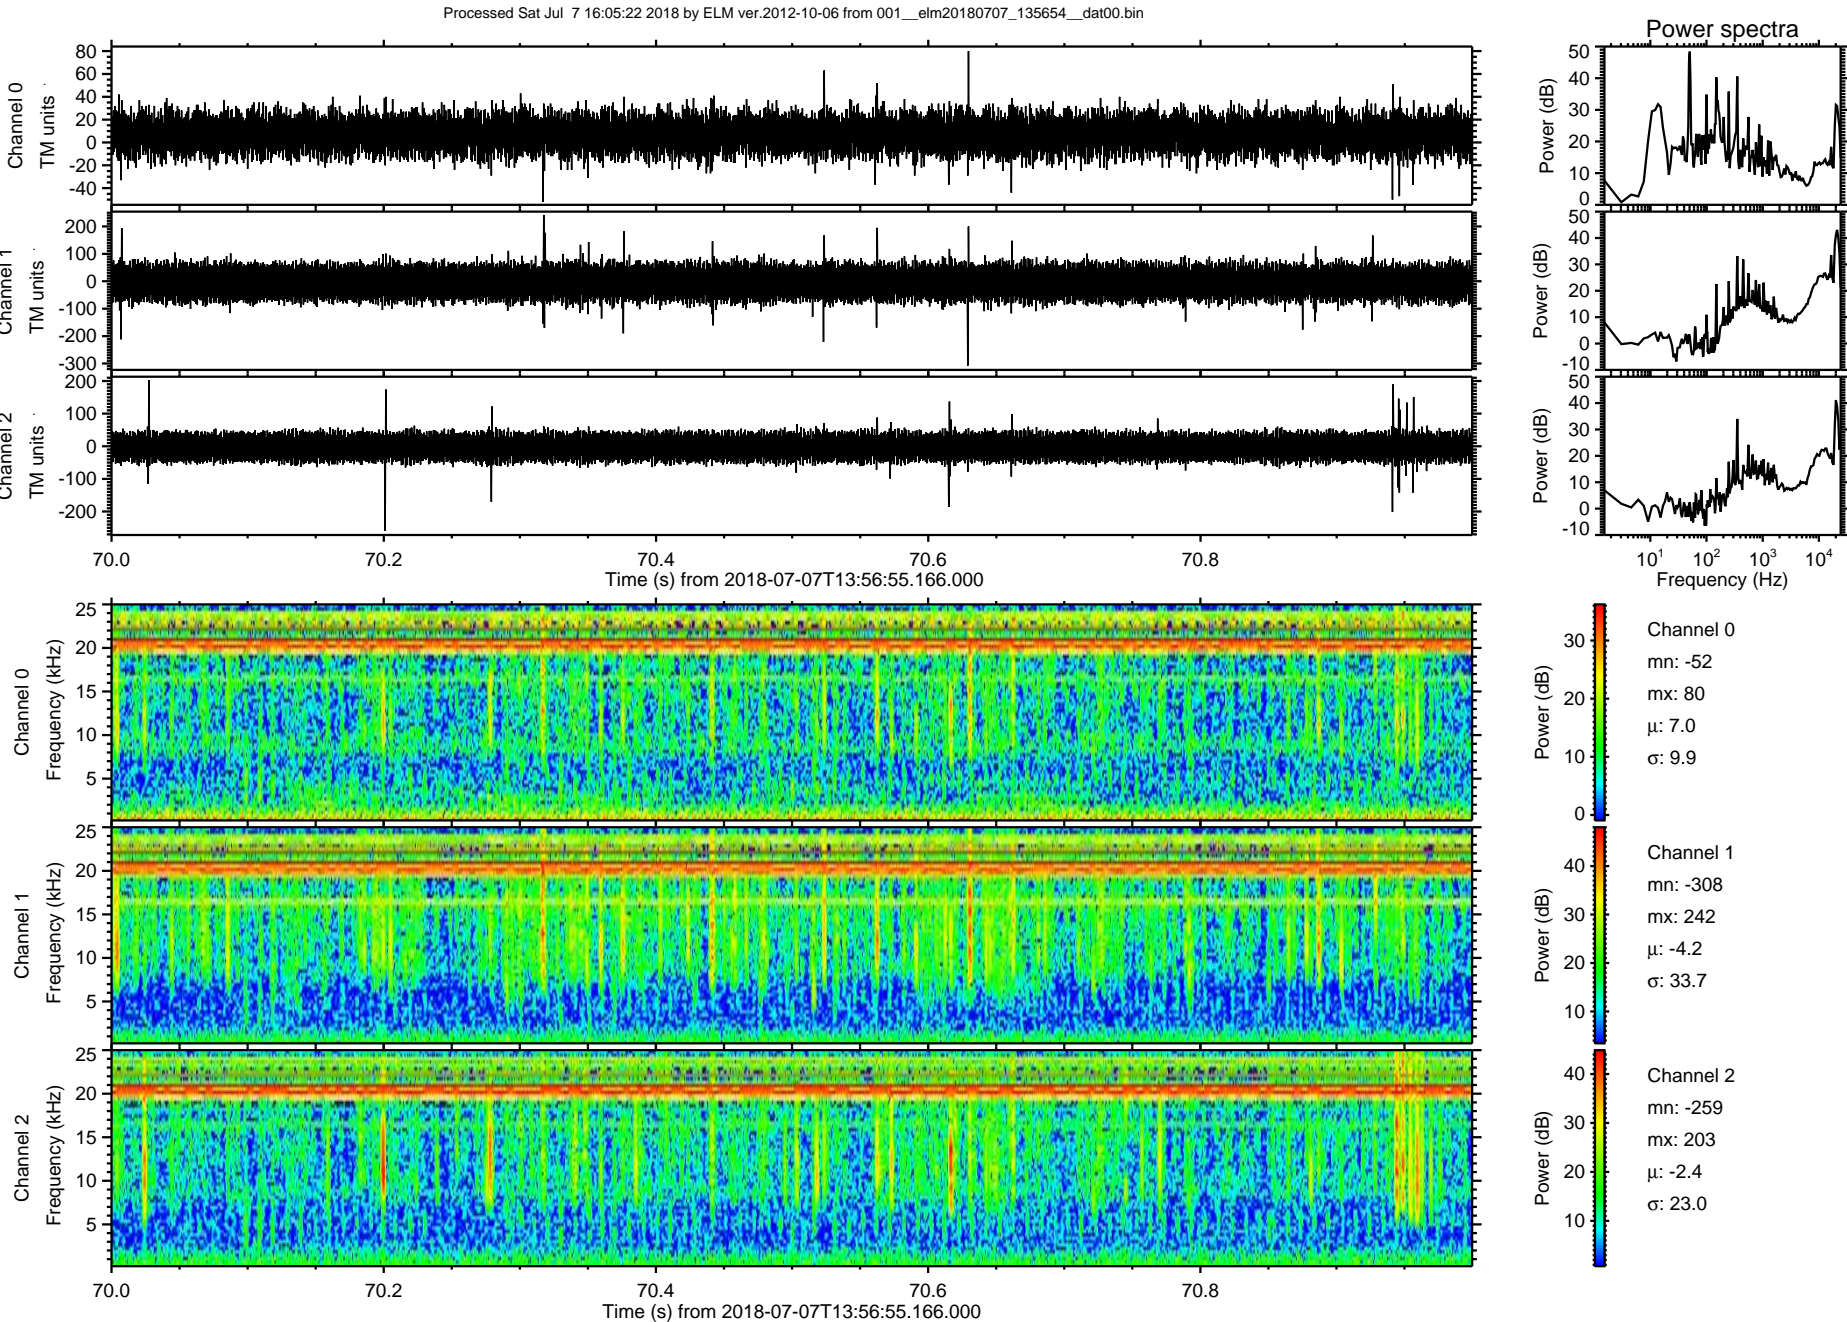 Processed Sat Jul  7 16:05:22 2018 by ELM ver.2012-10-06 from 001__elm20180707_135654__dat00.bin
Power spectra
Channel 0
TM units
80
60
40
20
0
-20
-40
Power (dB)
50
40
30
20
10
0
Channel 1
TM units
200
100
0
-100
-200
-300
Power (dB)
50
40
30
20
10
0
-10
Channel 2
TM units
200
100
0
-100
-200
Power (dB)
50
40
30
20
10
0
-10
70.0 70.2 70.4 70.6 70.8
Time (s) from 2018-07-07T13:56:55.166.000
10^1 10^2 10^3 10^4
Frequency (Hz)
Channel 0
Frequency (kHz)
25
20
15
10
5
Power (dB)
30
20
10
0
Channel 0
mn: -52
mx: 80
μ: 7.0
σ: 9.9
Channel 1
Frequency (kHz)
25
20
15
10
5
Power (dB)
40
30
20
10
Channel 1
mn: -308
mx: 242
μ: -4.2
σ: 33.7
Channel 2
Frequency (kHz)
25
20
15
10
5
Power (dB)
40
30
20
10
Channel 2
mn: -259
mx: 203
μ: -2.4
σ: 23.0
70.0 70.2 70.4 70.6 70.8
Time (s) from 2018-07-07T13:56:55.166.000